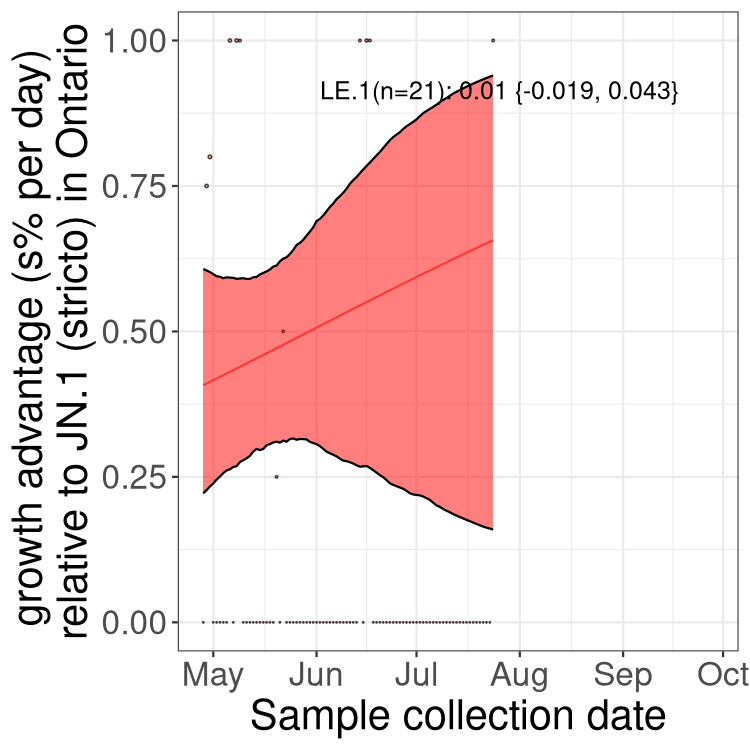 growth advantage (s% per day)
relative to JN.1 (stricto) in Ontario
1.00
0.75
0.50
0.25
0.00
LE.1(n=21): 0.01 {-0.019, 0.043}
May Jun Jul Aug Sep Oct
Sample collection date